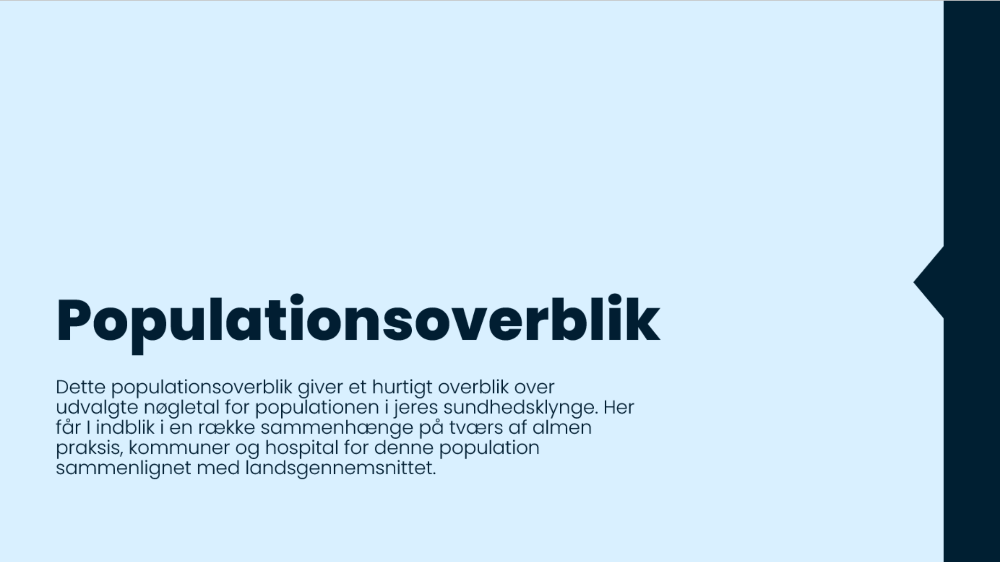 Populationsoverblik
Dette populationsoverblik giver et hurtigt overblik over
udvalgte nøgletal for populationen i jeres sundhedsklynge. Her
får I indblik i en række sammenhænge på tværs af almen
praksis, kommuner og hospital for denne population
sammenlignet med landsgennemsnittet.